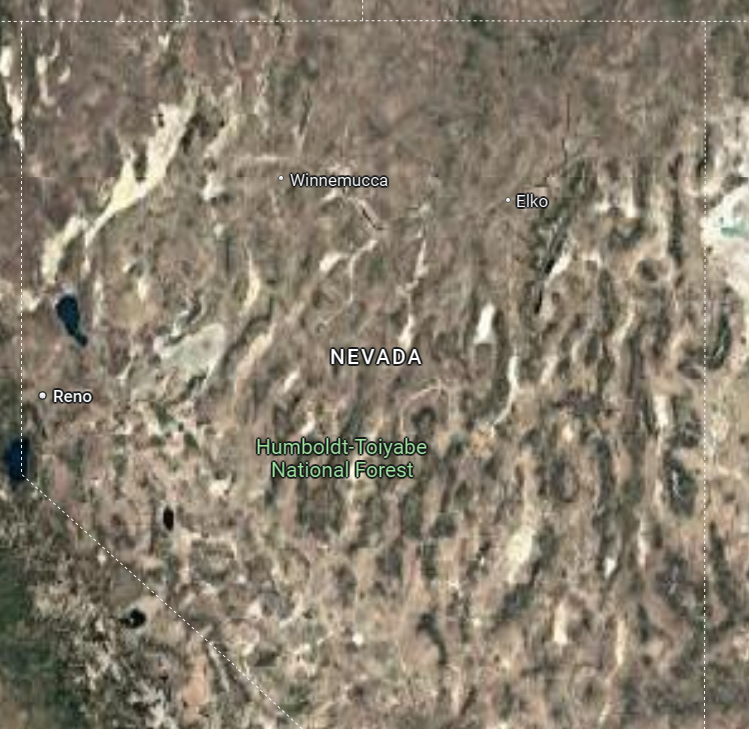 Winnemucca
Elko
NEVADA
Reno
Humboldt-Toiyabe
National Forest